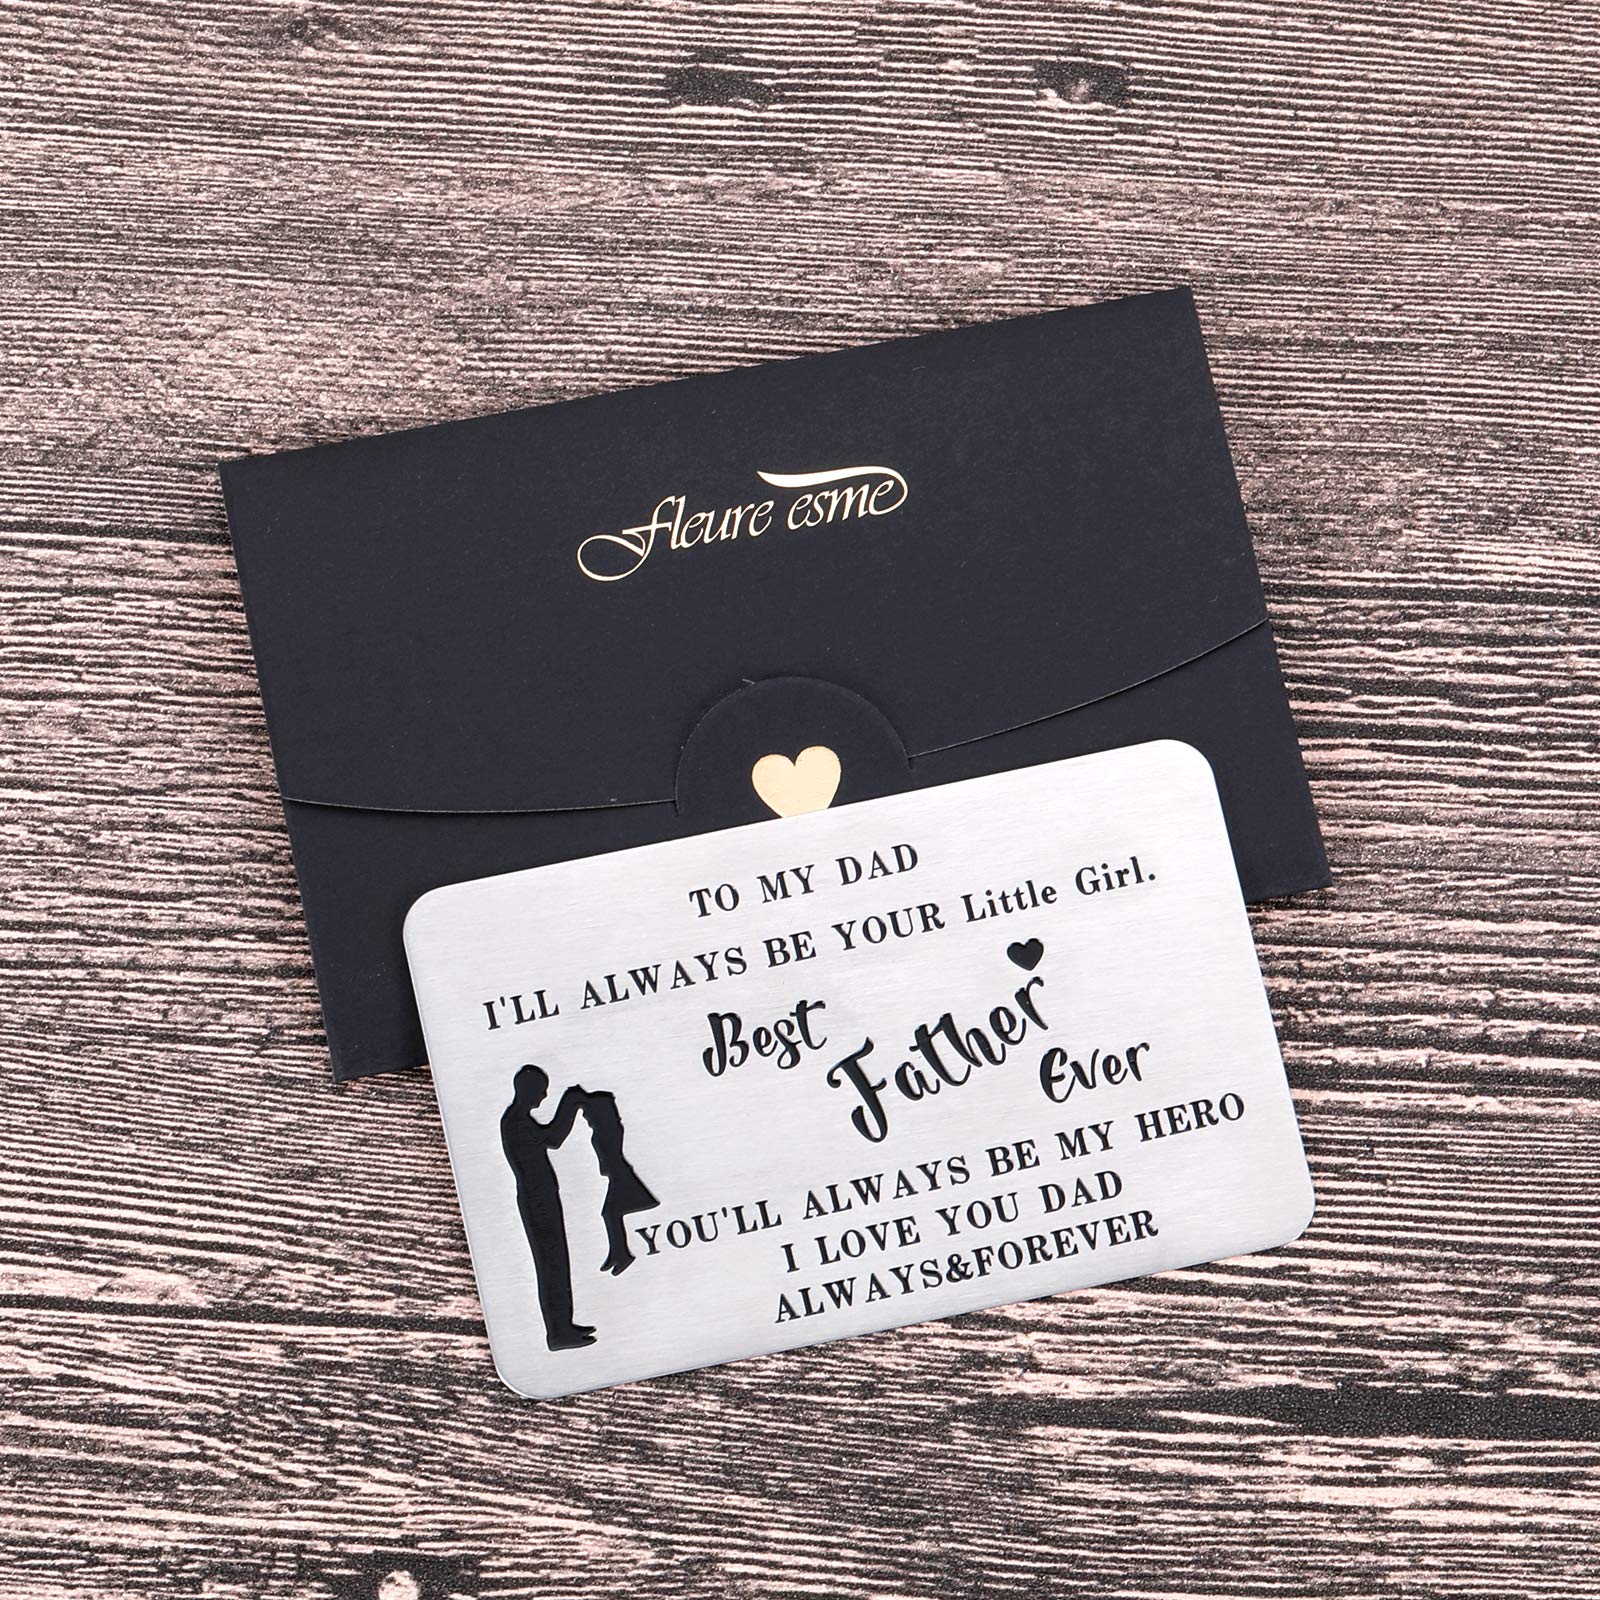 fleure esme
TO MY DAD
I'LL ALWAYS BE YOUR Little Girl.
Best
Father
Ever
YOU'LL ALWAYS BE MY HERO
I LOVE YOU DAD
ALWAYS&FOREVER